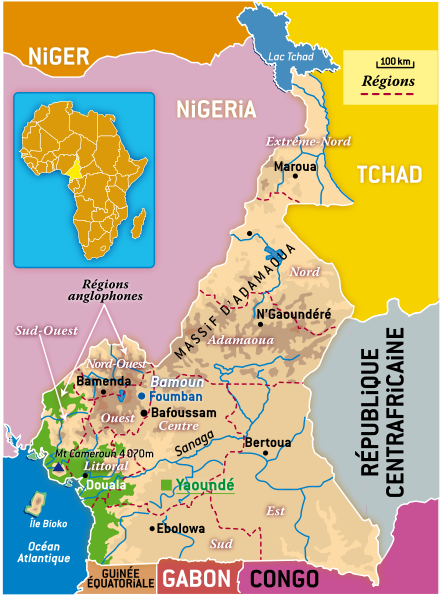 NiGER
Lac Tchad
100 km
Régions
NiGERiA
Extrême-Nord
Maroua
TCHAD
MASSiF D'ADAMAOUA
Nord
Régions
anglophones
N'Gaoundéré
Adamaoua
Sud-Ouest
Nord-Ouest
Bamenda
Bamoun
Foumban
Ouest
Bafoussam
Centre
RÉPUBLIQUE
CENTRAFRICAiNE
Sanaga
Bertoua
Mt Cameroun 4 070m
Littoral
Douala
Yaoundé
Île Bioko
Est
Ebolowa
Sud
Océan
Atlantique
GUiNÉE
ÉQUATORiALE
GABON
CONGO